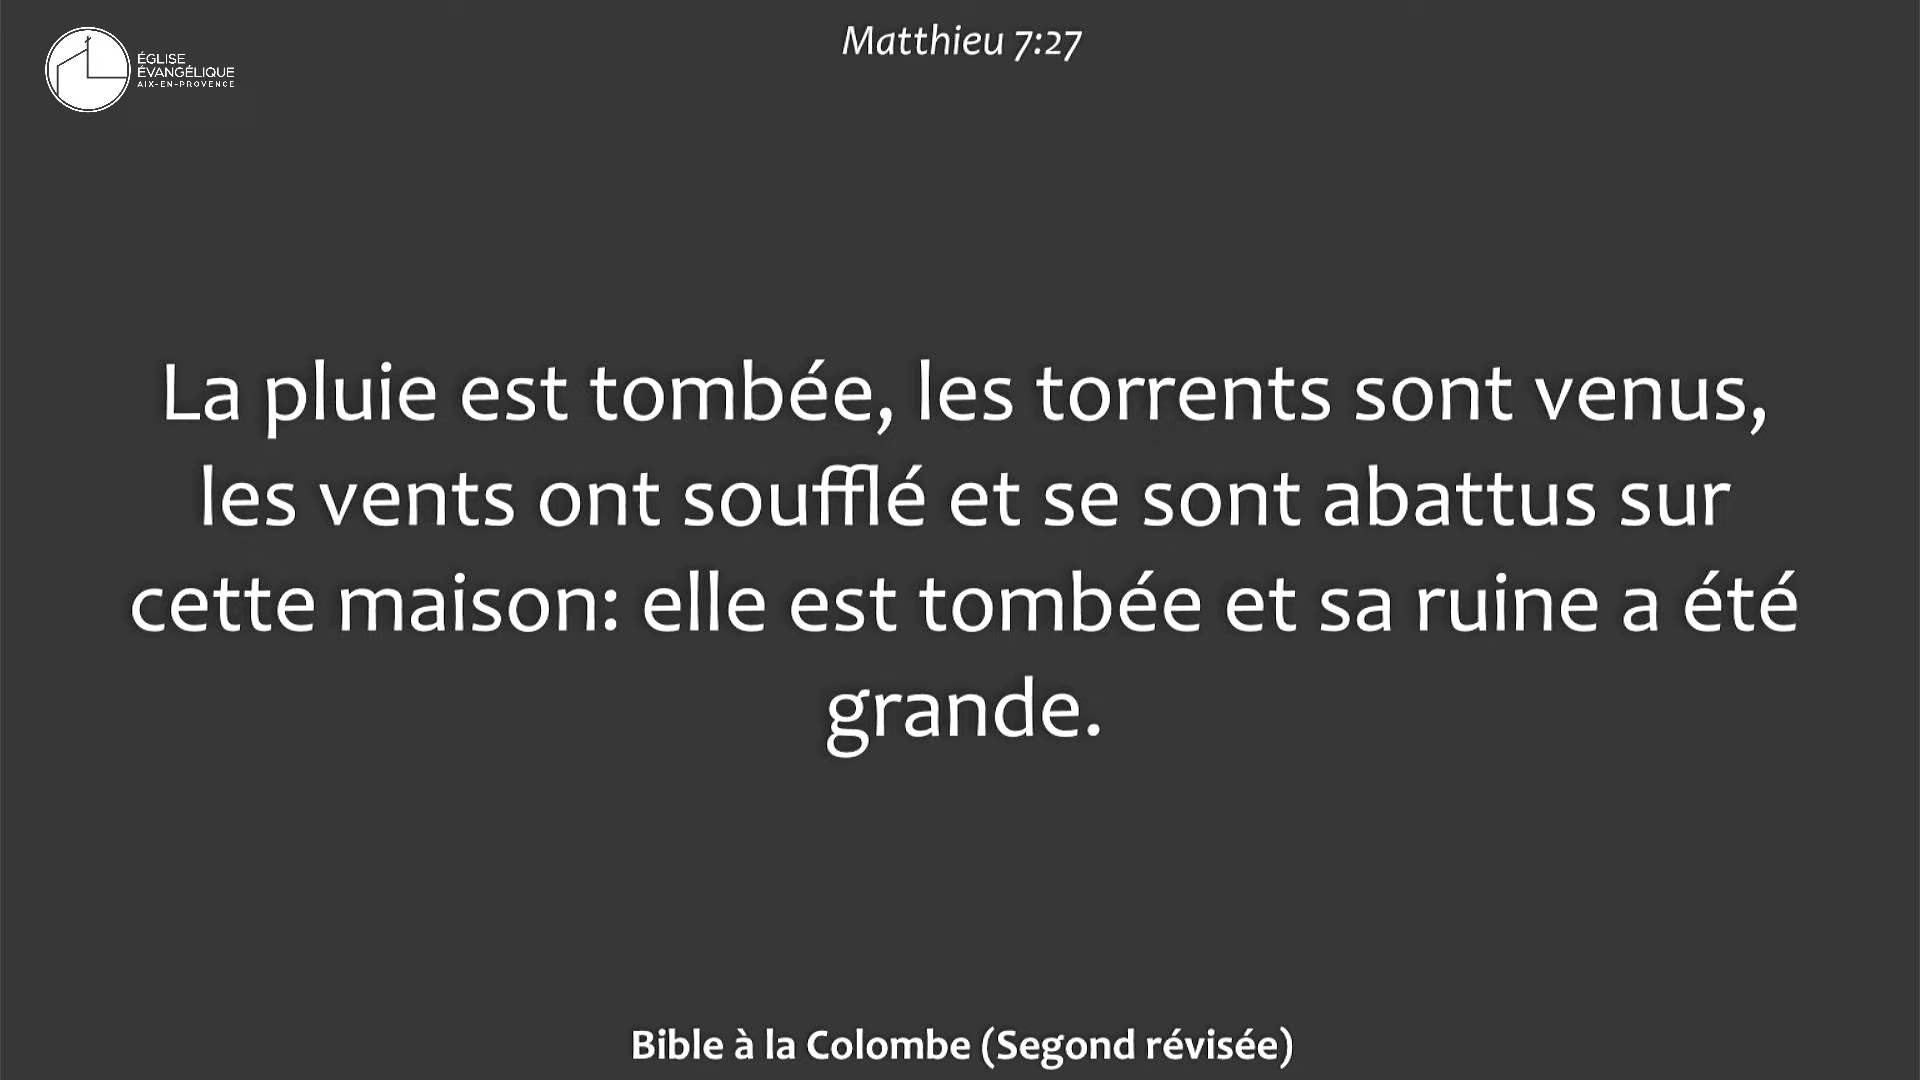 Matthieu 7:27
ÉGLISE
ÉVANGÉLIQUE
AIX-EN-PROVENCE
La pluie est tombée, les torrents sont venus,
les vents ont soufflé et se sont abattus sur
cette maison: elle est tombée et sa ruine a été
grande.
Bible à la Colombe (Segond révisée)